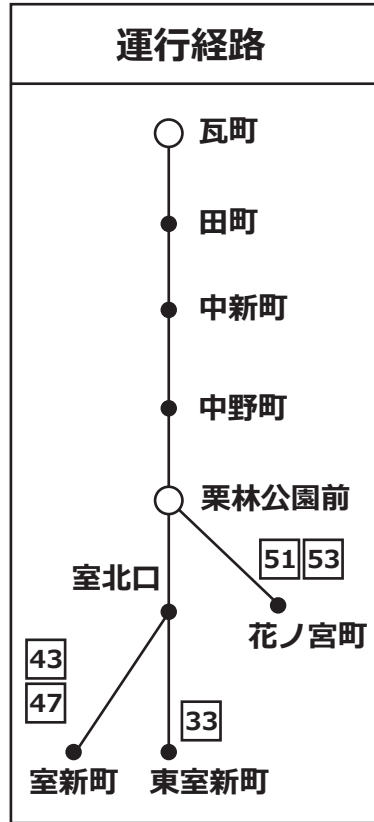 運行経路
瓦町
田町
中新町
中野町
栗林公園前
51 53
室北口
花ノ宮町
43
47
33
室新町 東室新町